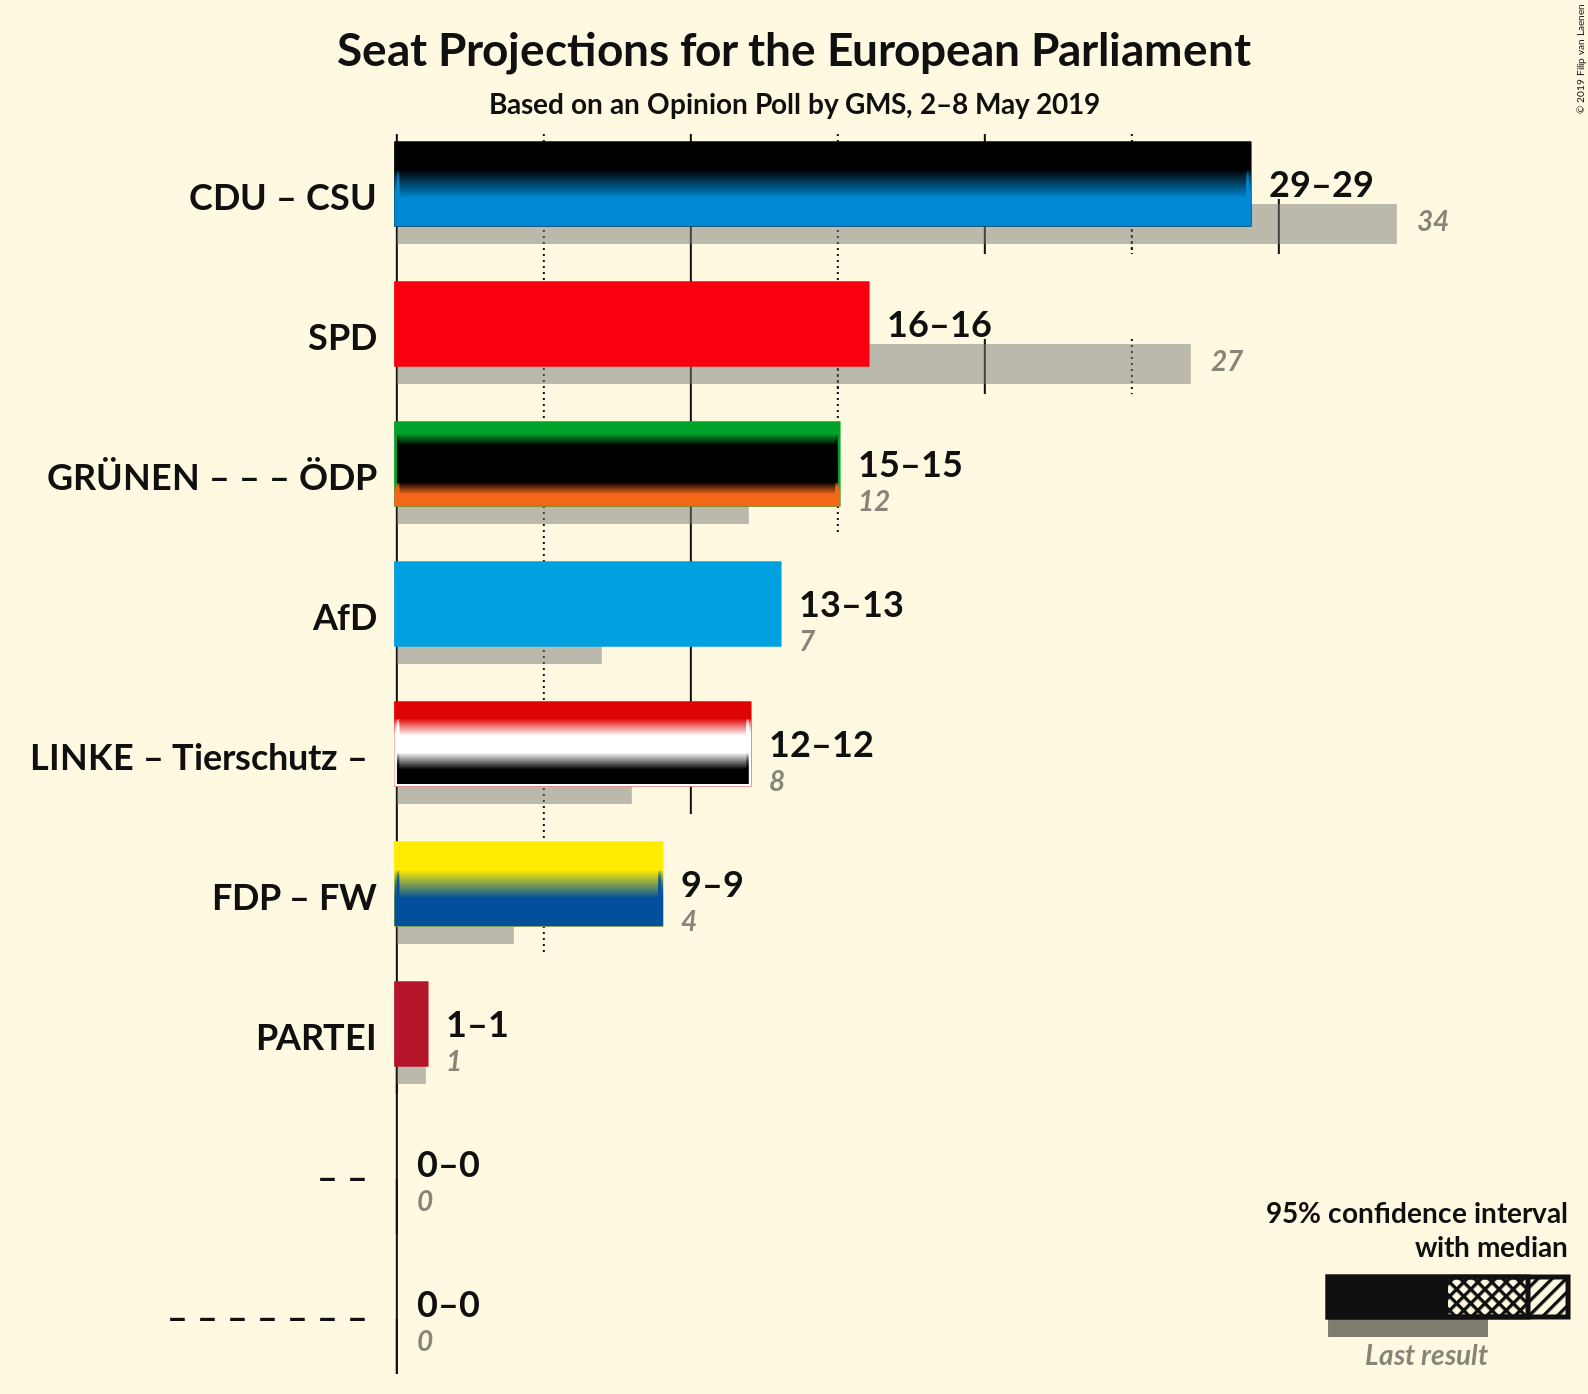 Seat Projections for the European Parliament
Based on an Opinion Poll by GMS, 2–8 May 2019
© 2019 Filip van Laenen
CDU – CSU
29–29
34
SPD
16–16
27
GRÜNEN – – – ÖDP
15–15
12
AfD
13–13
7
LINKE – Tierschutz –
12–12
8
FDP – FW
9–9
4
PARTEI
1–1
1
– –
0–0
0
– – – – – – –
0–0
0
95% confidence interval
with median
Last result